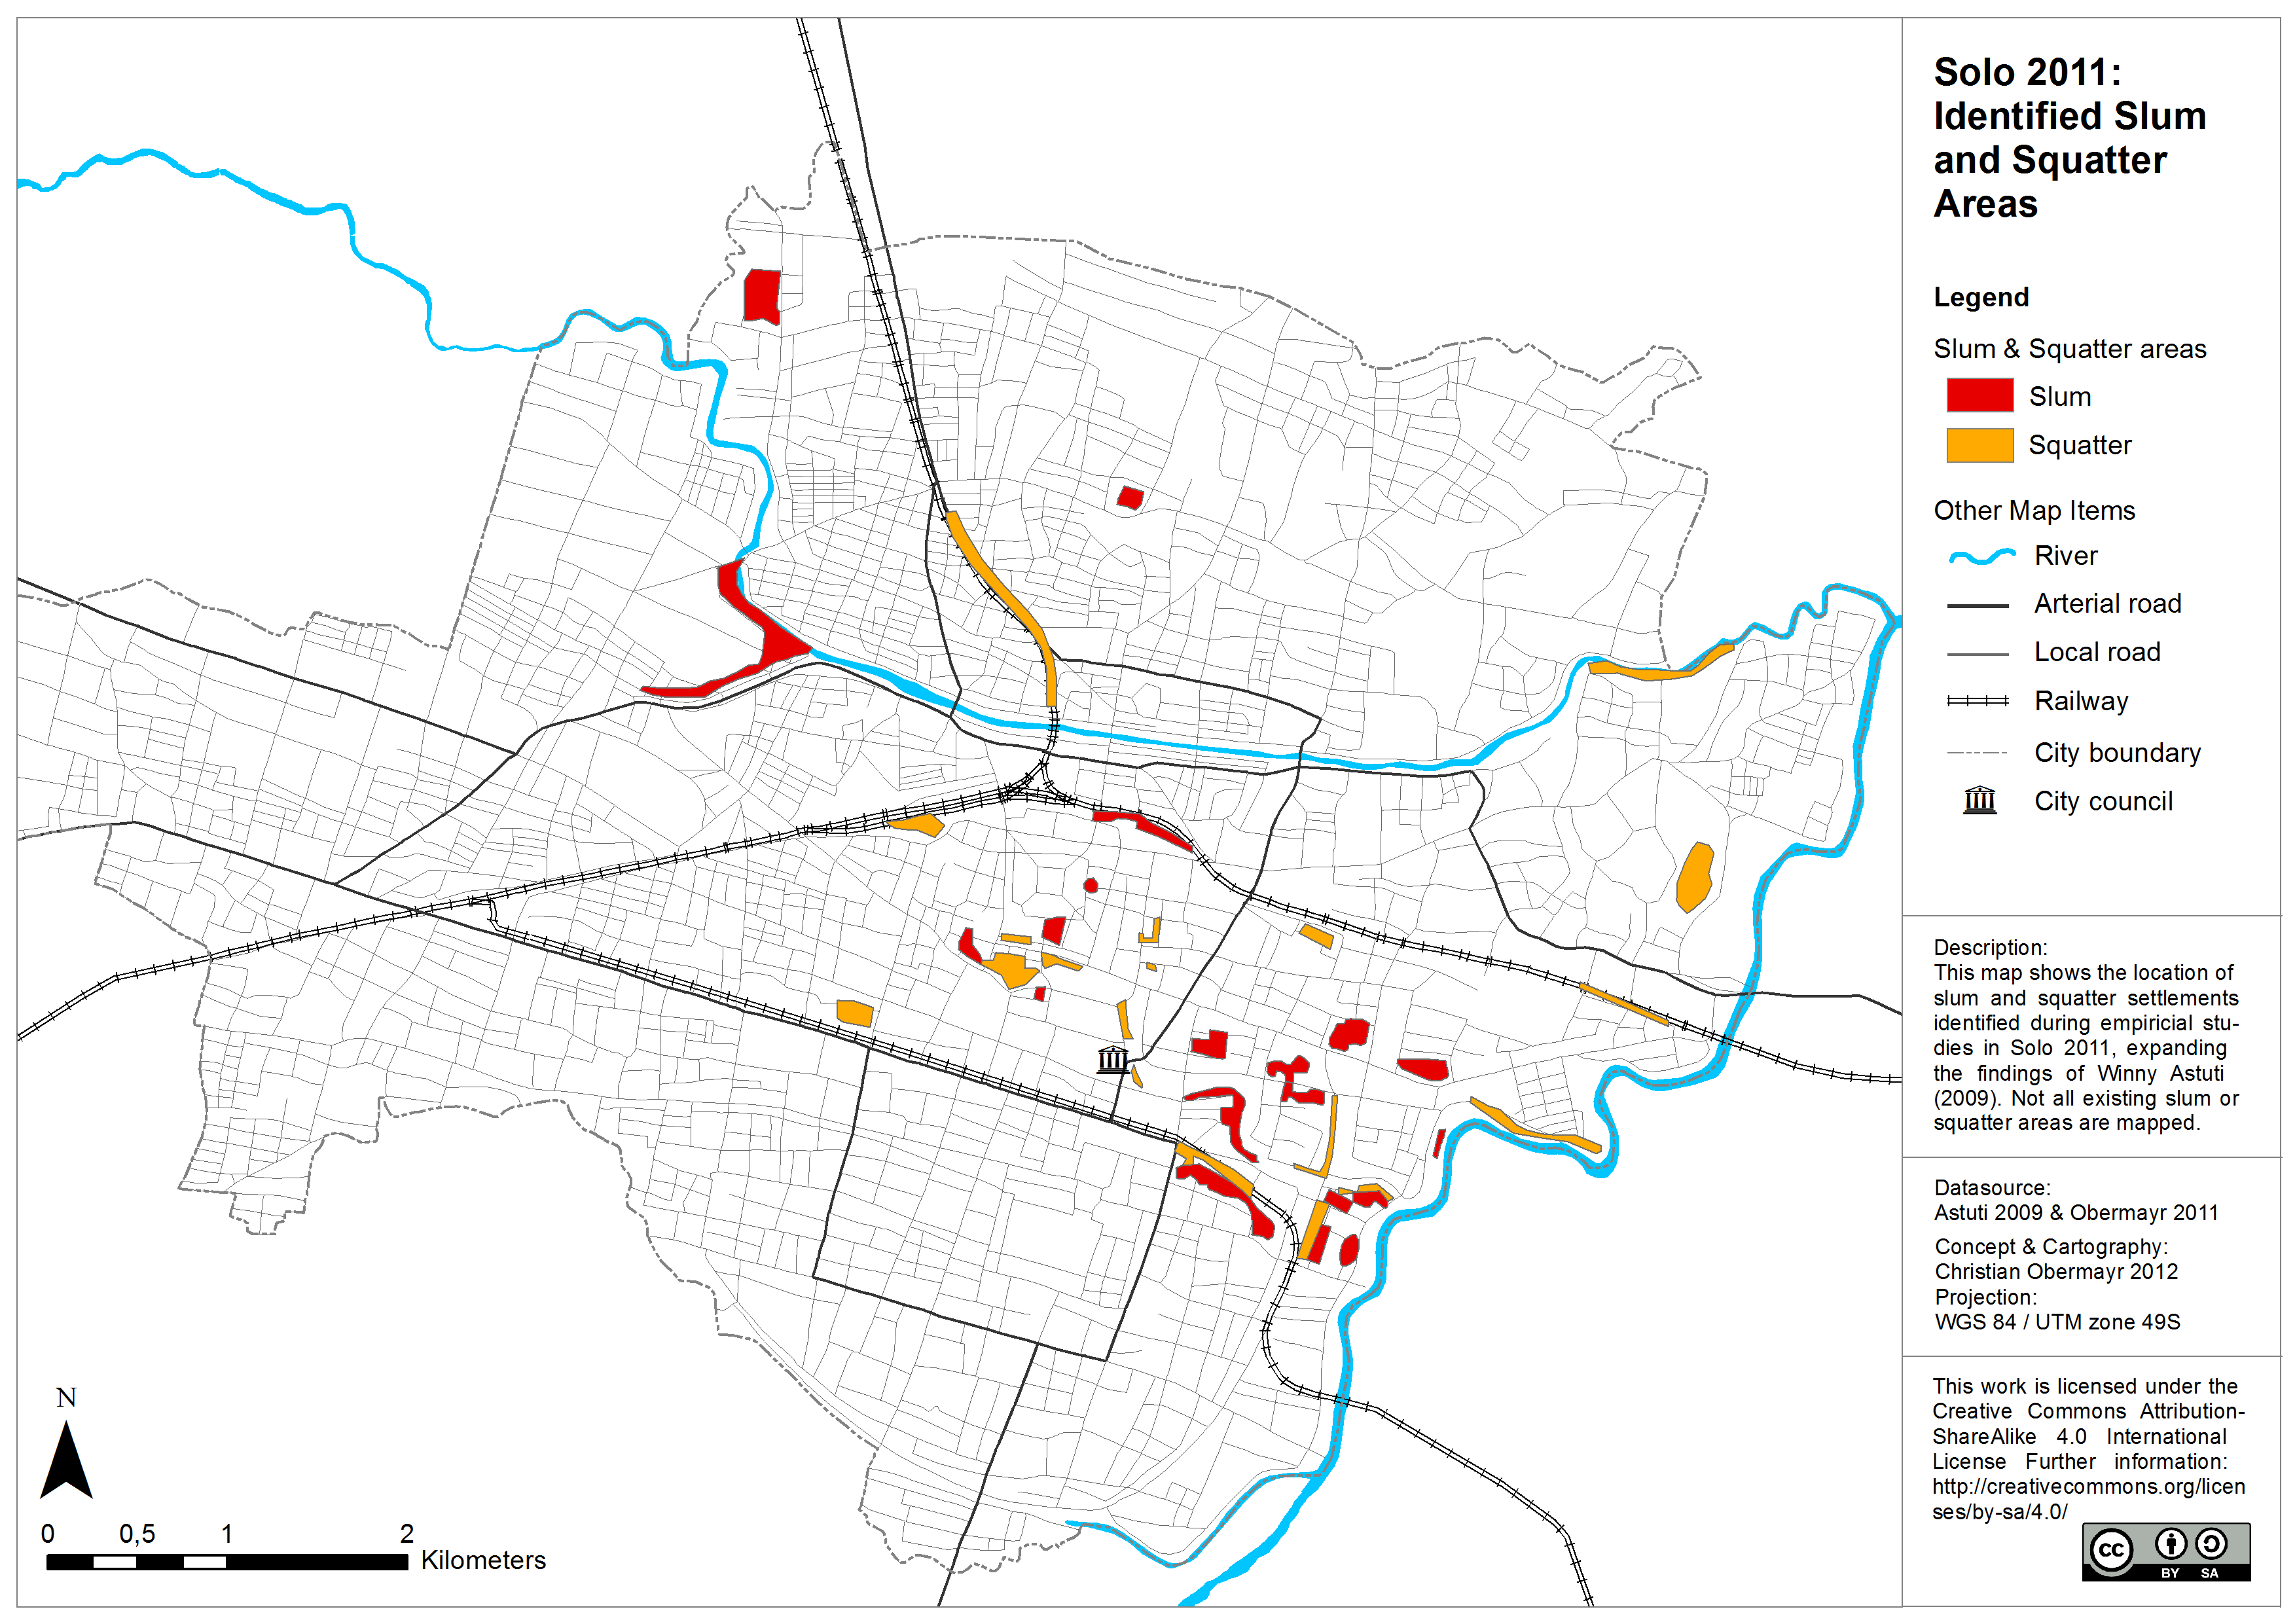 Solo 2011:
Identified Slum
and Squatter
Areas
Legend
Slum & Squatter areas
Slum
Squatter
Other Map Items
River
Arterial road
Local road
Railway
City boundary
City council
Description:
This map shows the location of
slum and squatter settlements
identified during empiricial stu-
dies in Solo 2011, expanding
the findings of Winny Astuti
(2009). Not all existing slum or
squatter areas are mapped.
Datasource:
Astuti 2009 & Obermayr 2011
Concept & Cartography:
Christian Obermayr 2012
Projection:
WGS 84 / UTM zone 49S
This work is licensed under the
Creative Commons Attribution-
ShareAlike 4.0 International
License Further information:
http://creativecommons.org/licen
ses/by-sa/4.0/
cc
BY SA
N
0 0,5 1 2
Kilometers